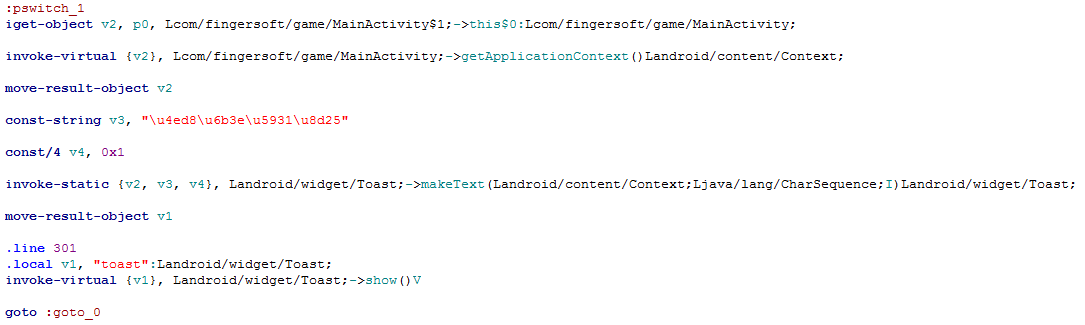 :pswitch_1
iget-object v2, p0, Lcom/fingersoft/game/MainActivity$1;->this$0:Lcom/fingersoft/game/MainActivity;
invoke-virtual {v2}, Lcom/fingersoft/game/MainActivity;->getApplicationContext()Landroid/content/Context;
move-result-object v2
const-string v3, "\u4ed8\u6b3e\u5931\u8d25"
const/4 v4, 0x1
invoke-static {v2, v3, v4}, Landroid/widget/Toast;->makeText(Landroid/content/Context;Ljava/lang/CharSequence;I)Landroid/widget/Toast;
move-result-object v1
.line 301
.local v1, "toast":Landroid/widget/Toast;
invoke-virtual {v1}, Landroid/widget/Toast;->show()V
goto :goto_0